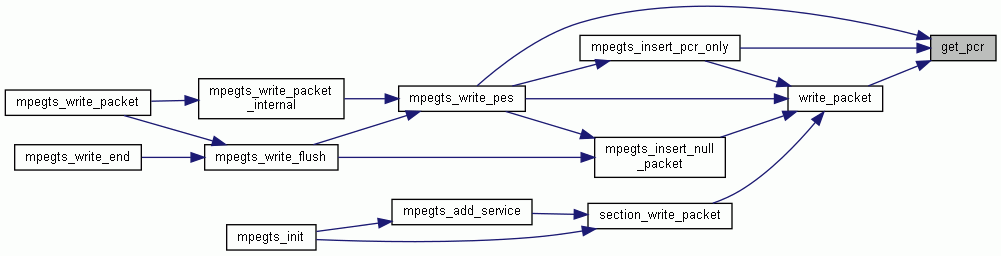 get_pcr
mpegts_insert_pcr_only
mpegts_write_packet
_internal
mpegts_write_packet
mpegts_write_pes
write_packet
mpegts_write_end
mpegts_write_flush
mpegts_insert_null
_packet
mpegts_add_service
section_write_packet
mpegts_init